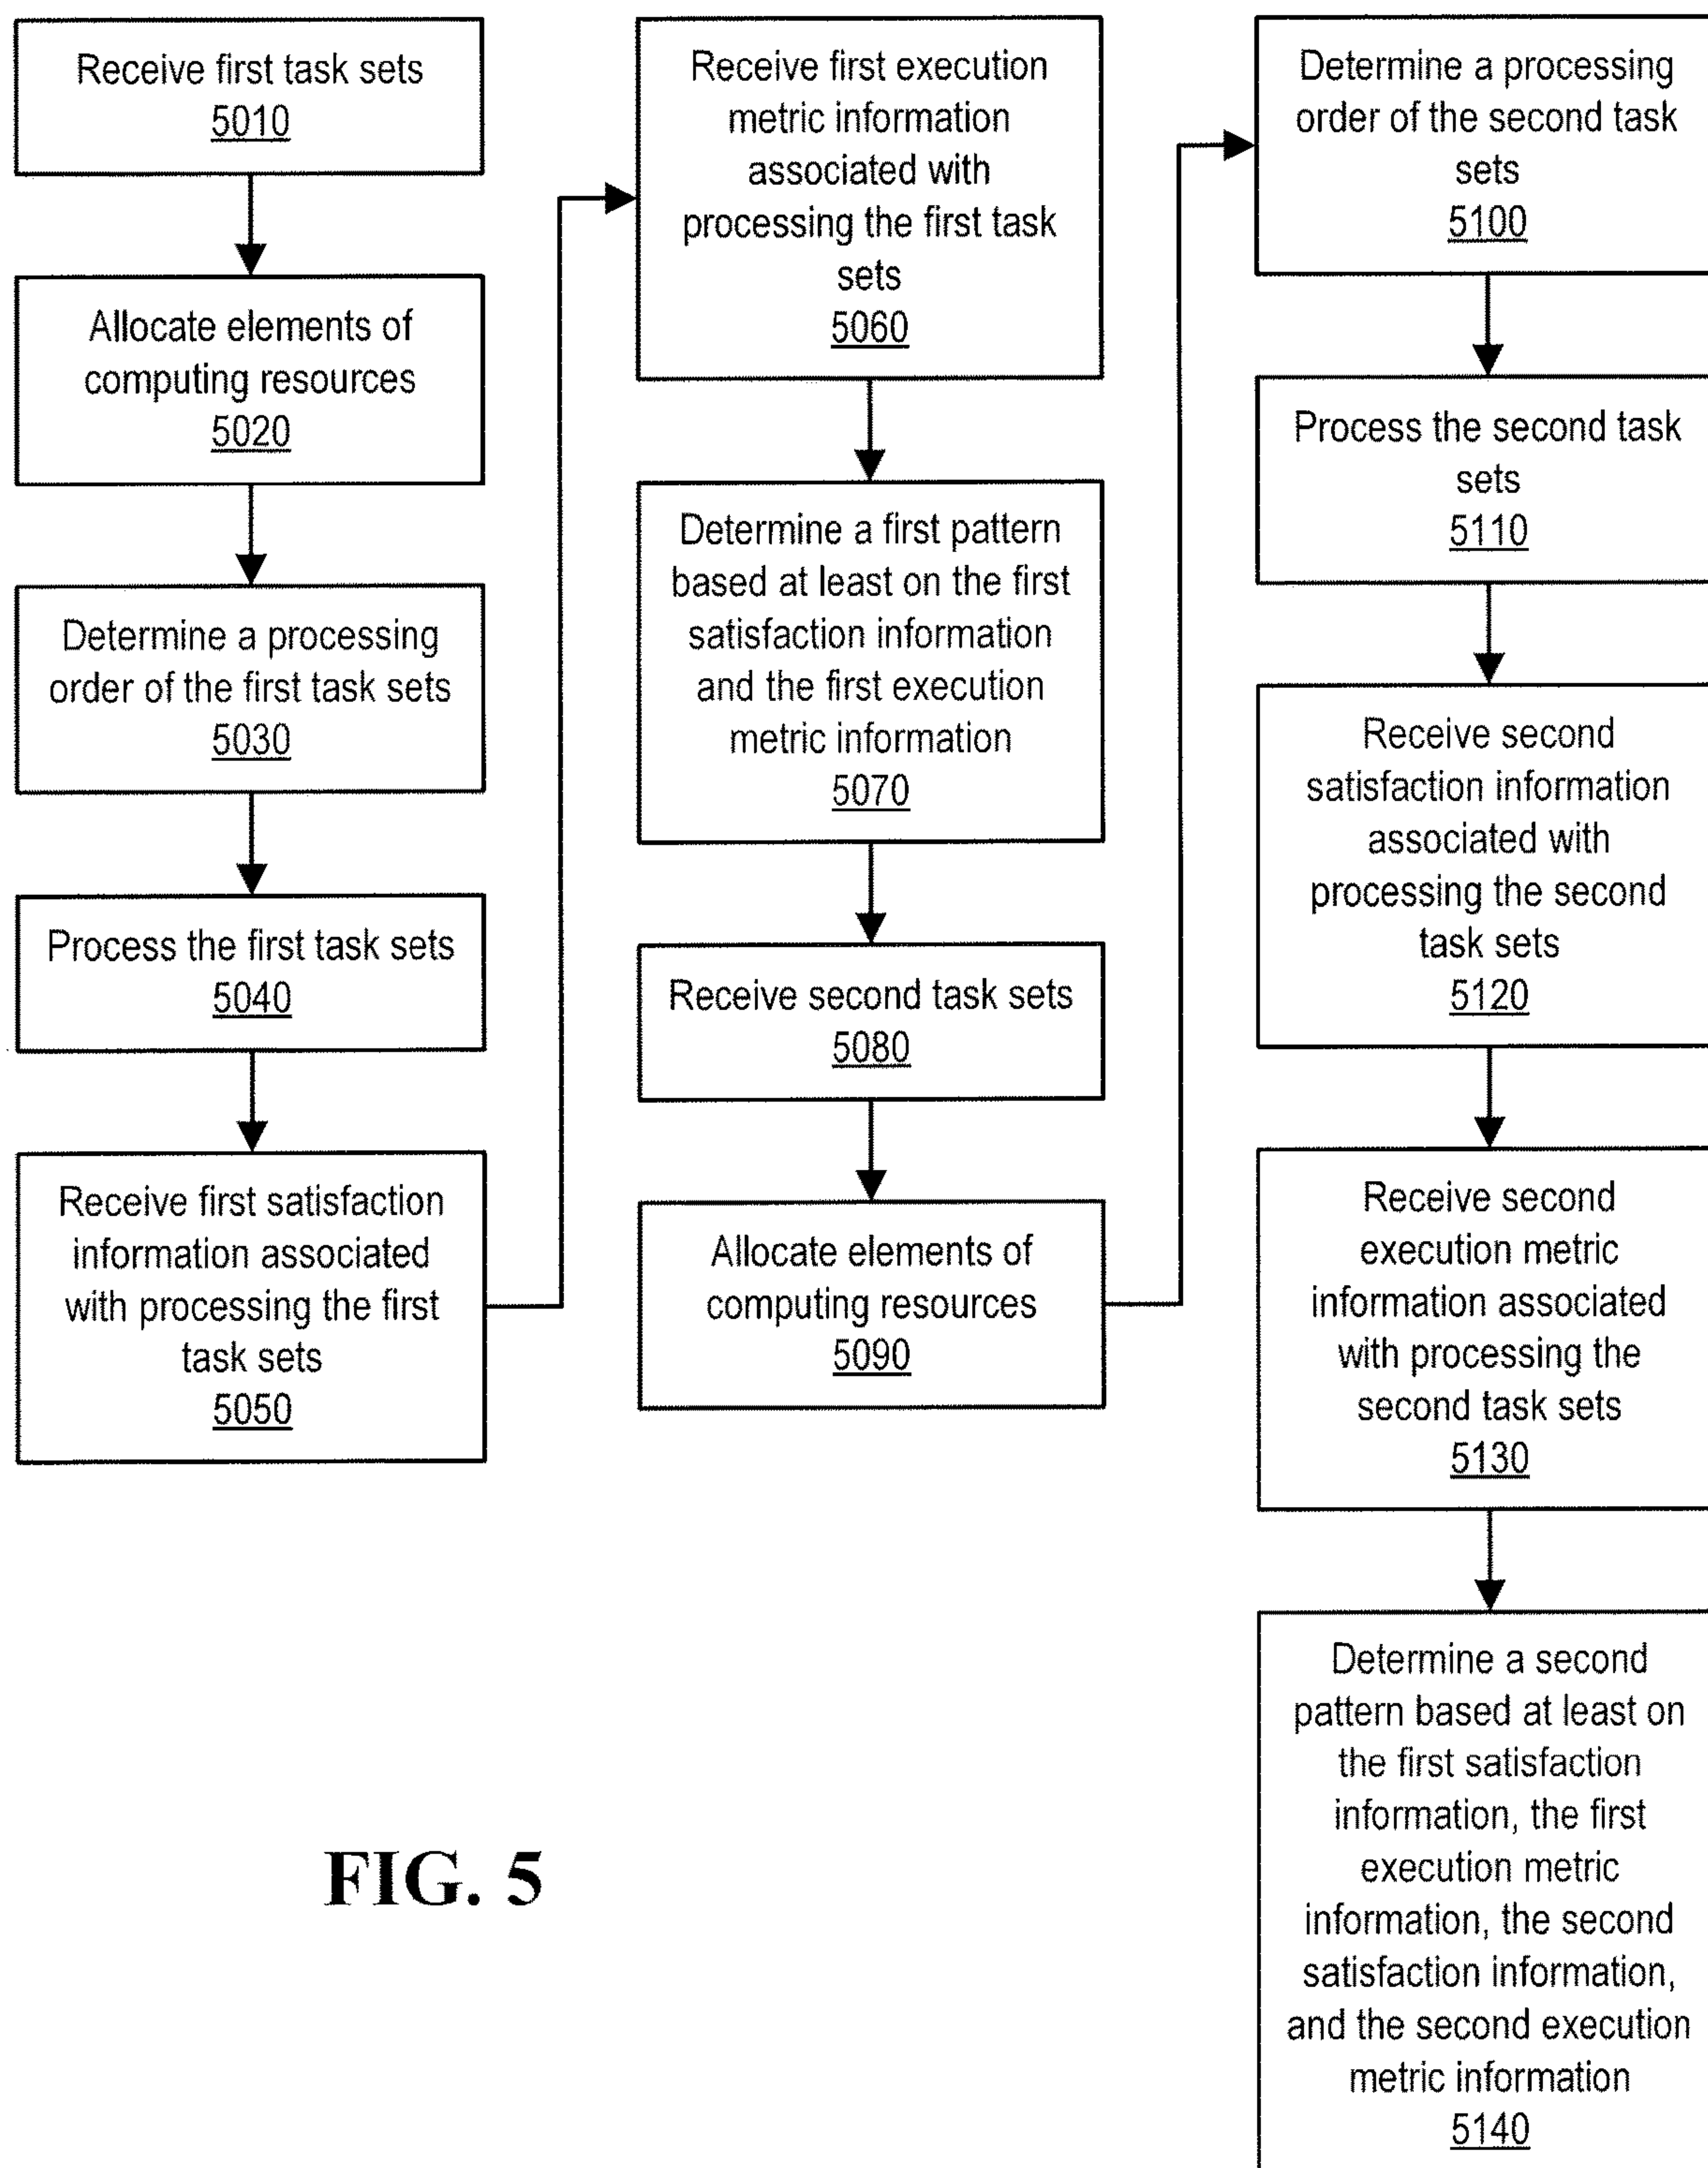 Receive first task sets
5010
Allocate elements of
computing resources
5020
Determine a processing
order of the first task sets
5030
Process the first task sets
5040
Receive first satisfaction
information associated
with processing the first
task sets
5050
Receive first execution
metric information
associated with
processing the first task
sets
5060
Determine a first pattern
based at least on the first
satisfaction information
and the first execution
metric information
5070
Receive second task sets
5080
Allocate elements of
computing resources
5090
Determine a processing
order of the second task
sets
5100
Process the second task
sets
5110
Receive second
satisfaction information
associated with
processing the second
task sets
5120
Receive second
execution metric
information associated
with processing the
second task sets
5130
Determine a second
pattern based at least on
the first satisfaction
information, the first
execution metric
information, the second
satisfaction information,
and the second execution
metric information
5140
FIG. 5